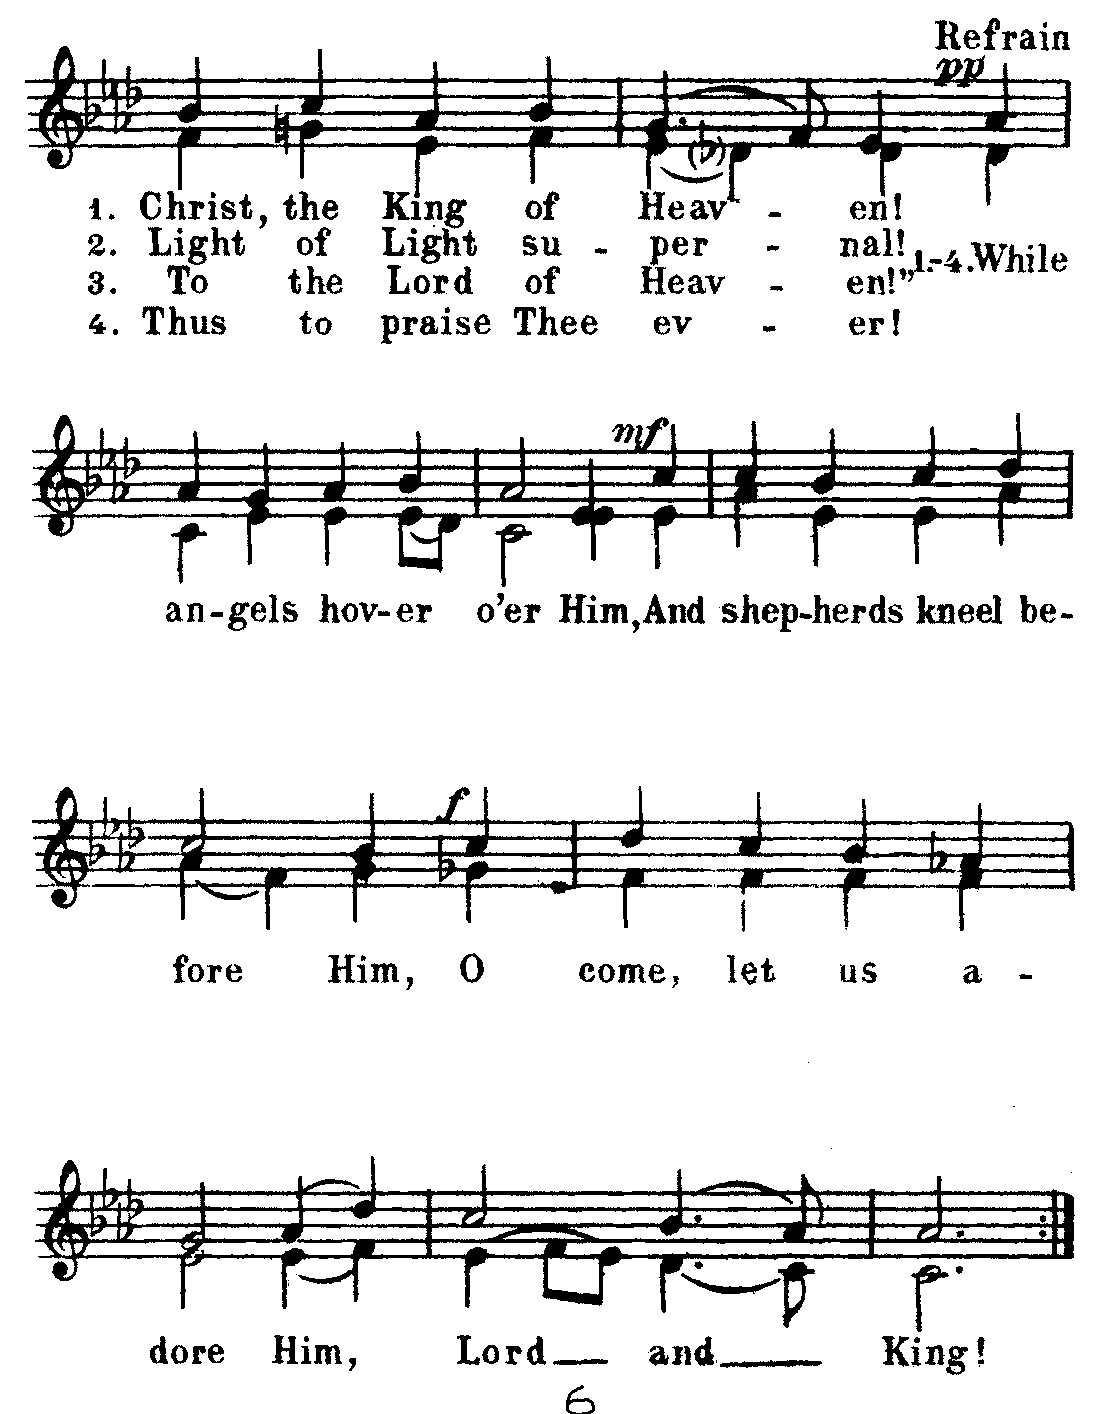 Refrain
pp
1. Christ, the King of Heav - en!
2. Light of Light su - per - nal!
3. To the Lord of Heav - en!"
1.-4. While
4. Thus to praise Thee ev - er!
mf
an-gels hov-er o'er Him, And shep-herds kneel be-
f
fore Him, O come, let us a -
dore Him, Lord and King!
6